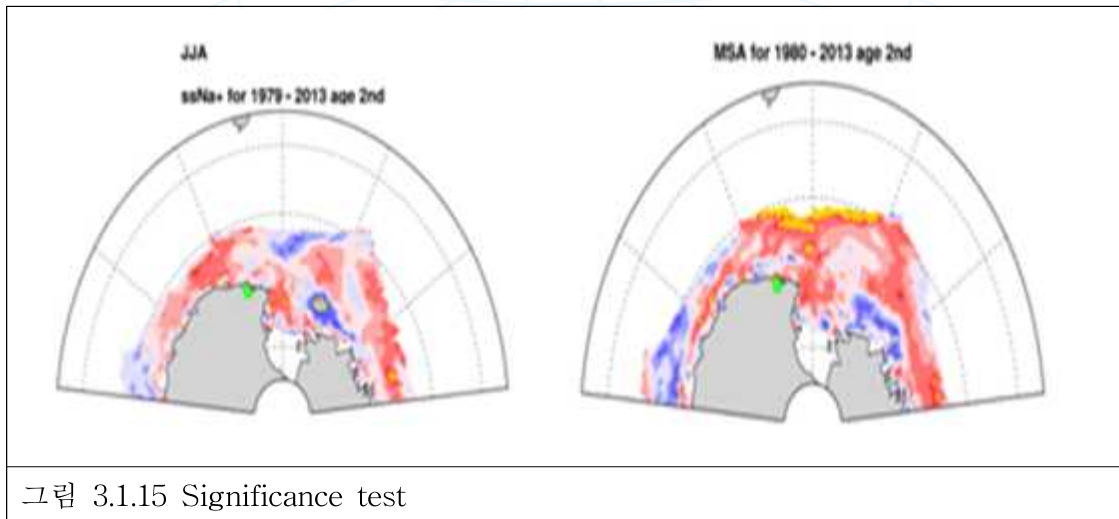 JJA
ssNa+ for 1979 - 2013 age 2nd
MSA for 1980 - 2013 age 2nd
그림 3.1.15 Significance test